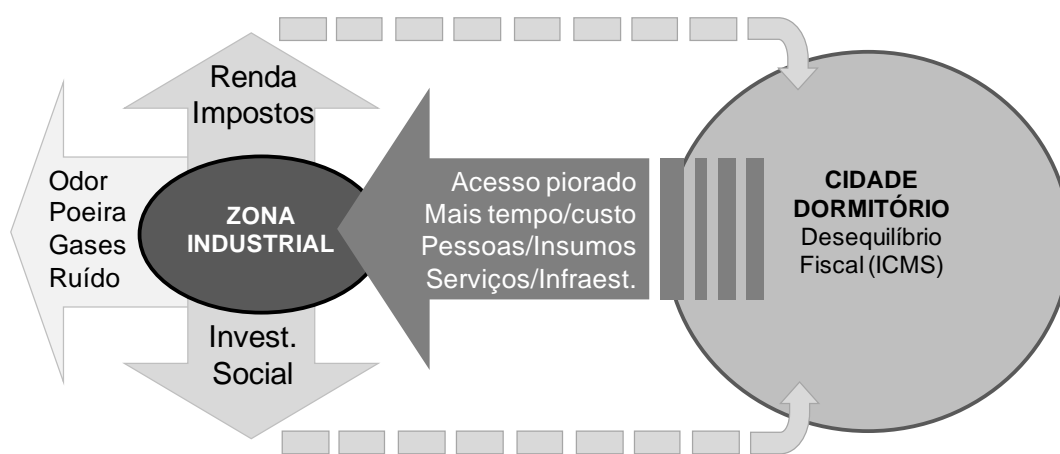 Renda
Impostos
Odor
Poeira
Gases
Ruído
ZONA
INDUSTRIAL
Acesso piorado
Mais tempo/custo
Pessoas/Insumos
Serviços/Infraest.
CIDADE
DORMITÓRIO
Desequilíbrio
Fiscal (ICMS)
Invest.
Social